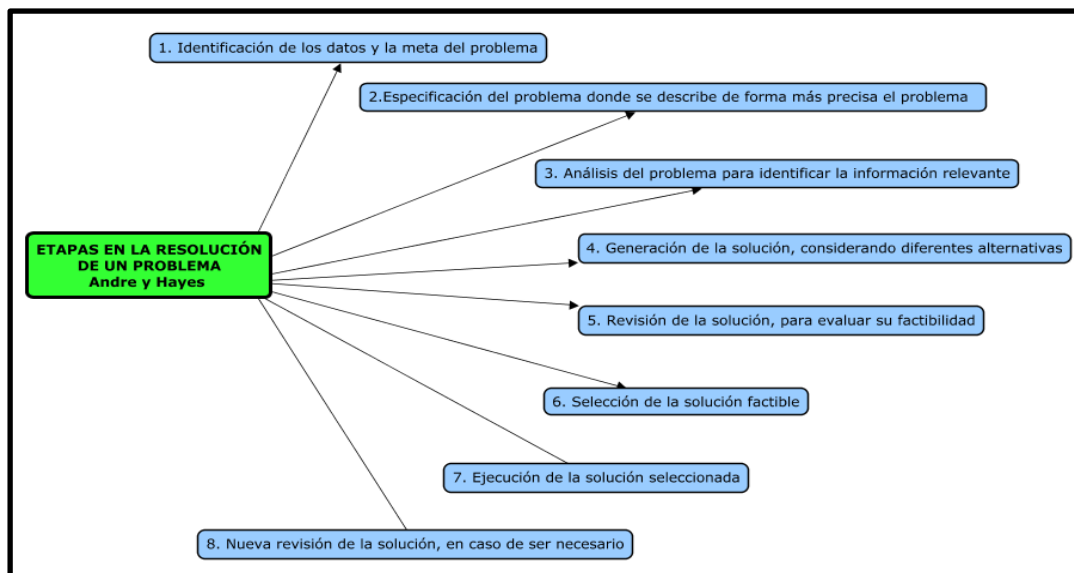 1. Identificación de los datos y la meta del problema
2.Especificación del problema donde se describe de forma más precisa el problema
3. Análisis del problema para identificar la información relevante
ETAPAS EN LA RESOLUCIÓN
DE UN PROBLEMA
Andre y Hayes
4. Generación de la solución, considerando diferentes alternativas
5. Revisión de la solución, para evaluar su factibilidad
6. Selección de la solución factible
7. Ejecución de la solución seleccionada
8. Nueva revisión de la solución, en caso de ser necesario